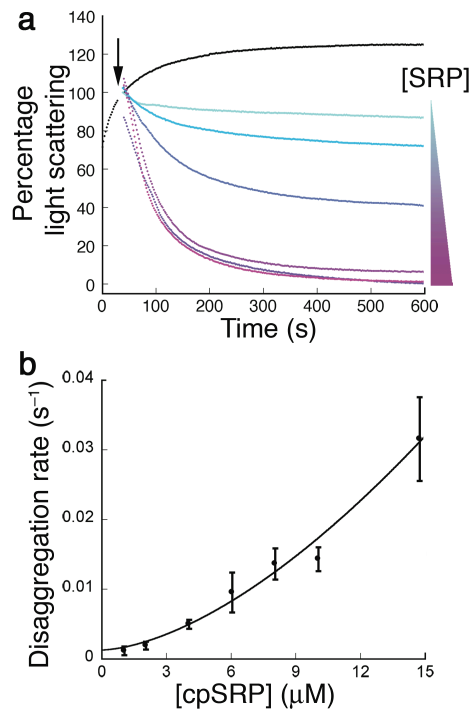 a
140
120
100
80
60
40
20
0
Percentage
light scattering
[SRP]
0 100 200 300 400 500 600
Time (s)
b
0.04
0.03
0.02
0.01
0
Disaggregation rate (s⁻¹)
0 3 6 9 12 15
[cpSRP] (μM)